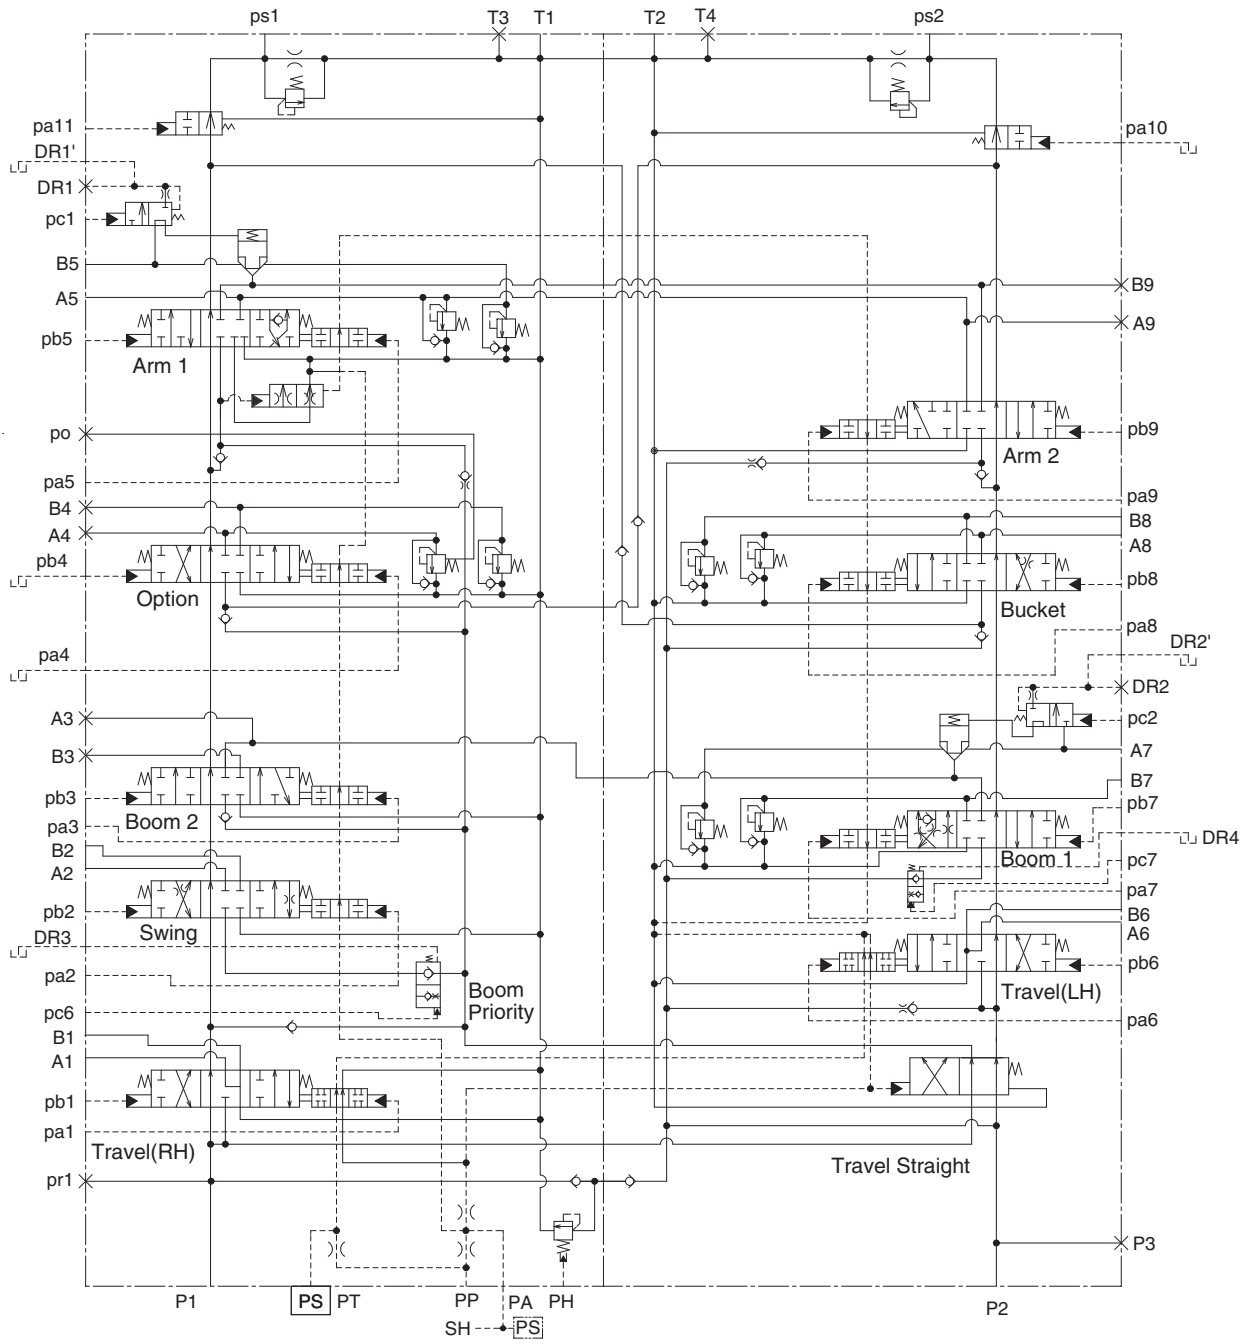 ps1
T3
T1
T2
T4
ps2
pa11
pa10
DR1'
DR1
pc1
B5
B9
A5
A9
pb5
Arm 1
po
pb9
Arm 2
pa5
pa9
B4
B8
A4
A8
pb4
pb8
Option
Bucket
pa8
DR2'
pa4
DR2
A3
pc2
B3
A7
B7
pb3
pb7
Boom 2
pa3
DR4
B2
Boom 1
pc7
A2
pa7
pb2
B6
Swing
A6
DR3
pb6
pa2
Boom
Priority
Travel(LH)
pc6
pa6
B1
A1
pb1
pa1
Travel(RH)
Travel Straight
pr1
P3
P1
PS
PT
PP
PA
PH
P2
SH
PS